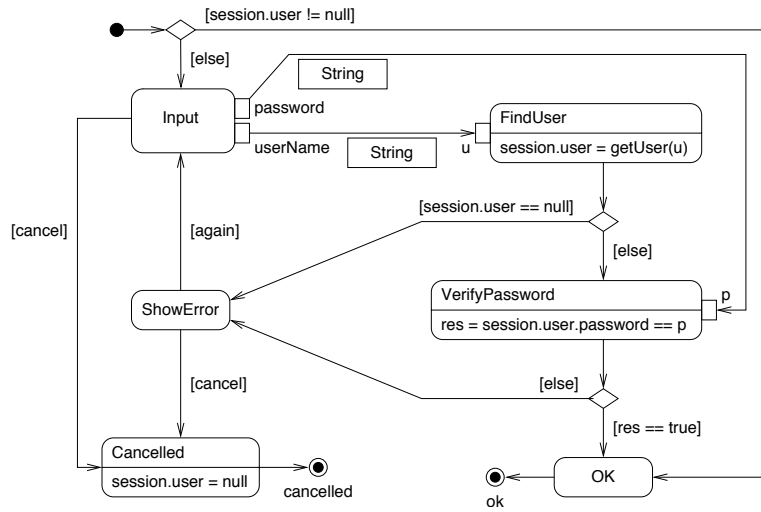 [session.user != null]
[else]
String
Input
password
userName
String
u
FindUser
session.user = getUser(u)
[cancel]
[again]
[session.user == null]
[else]
ShowError
VerifyPassword
res = session.user.password == p
p
[cancel]
[else]
[res == true]
Cancelled
session.user = null
cancelled
ok
OK